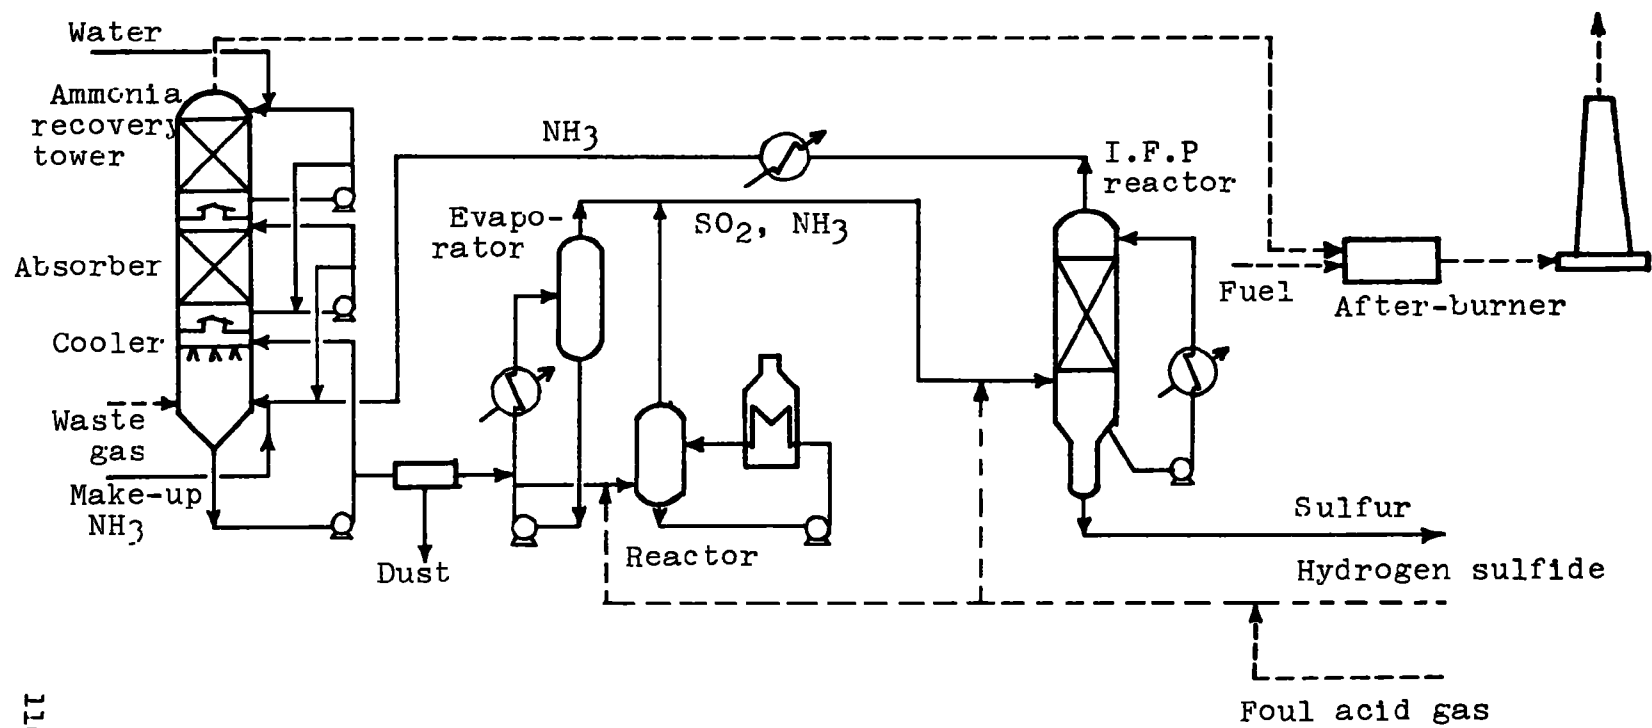 Water
Ammonia
recovery
tower
NH3
I.F.P
reactor
Evapo-
rator
SO2, NH3
Absorber
Fuel
After-burner
Cooler
Waste
gas
Make-up
NH3
Dust
Reactor
Sulfur
Hydrogen sulfide
Foul acid gas